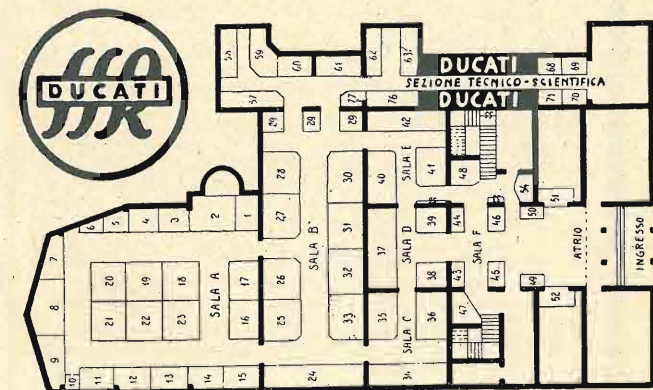 SSR
DUCATI
58 59 60 61 62 63 DUCATI 68 69
SEZIONE TECNICO-SCIENTIFICA
57 77 76 DUCATI 71 70
29 29 29 42
28 30 40 SALA E 41 48 54 51
6 5 4 3 2 1 27 SALA B 31 37 SALA D 39 44 46 50
7 20 19 18 17 26 32 38 43 45 49
SALA F ATRIO INGRESSO
8 21 22 23 SALA A 16 25 33 35 SALA C 36 47 52
9 10 11 12 13 14 15 24 34